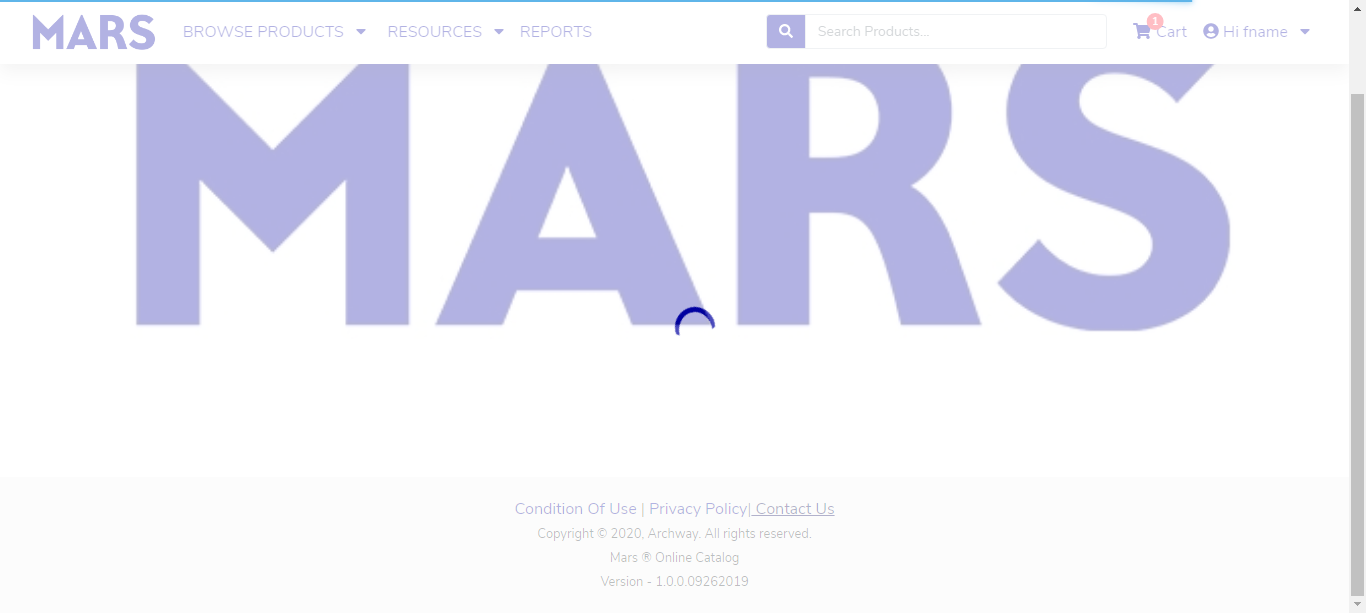 MARS BROWSE PRODUCTS RESOURCES REPORTS Search Products... 1 Cart Hi fname
MARS
Condition Of Use | Privacy Policy| Contact Us
Copyright © 2020, Archway. All rights reserved.
Mars ® Online Catalog
Version - 1.0.0.09262019